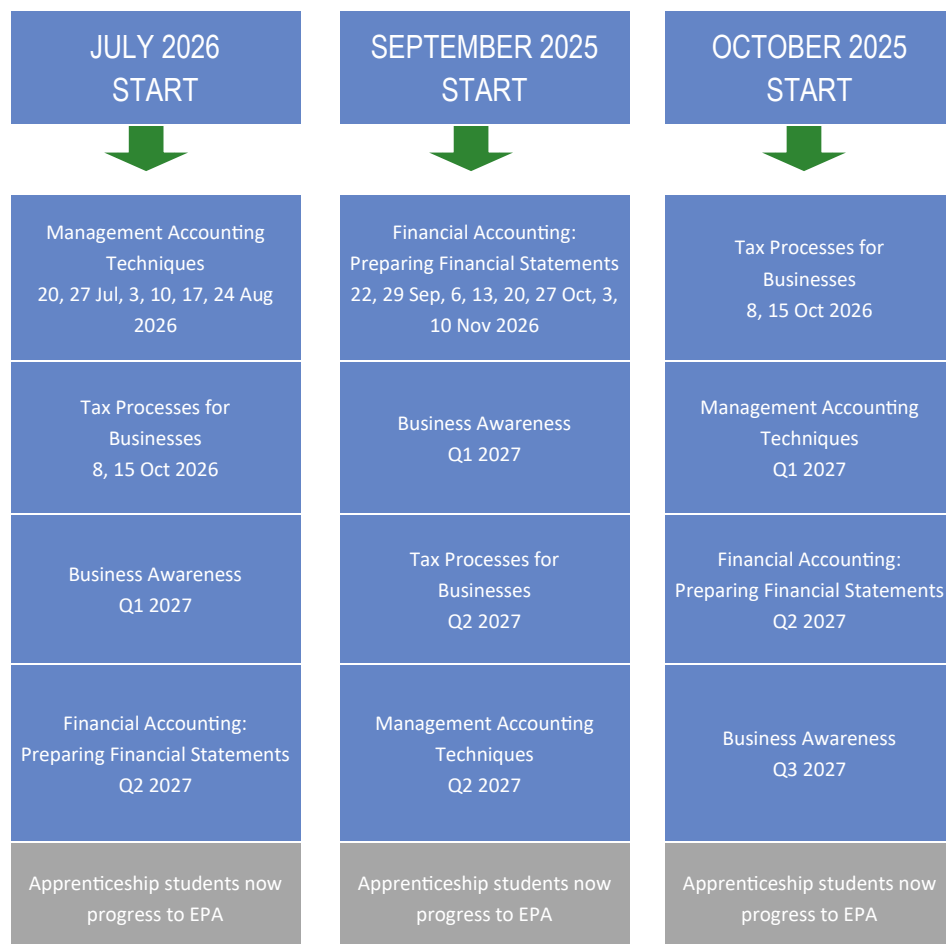 JULY 2026
START
Management Accounting
Techniques
20, 27 Jul, 3, 10, 17, 24 Aug
2026
Tax Processes for
Businesses
8, 15 Oct 2026
Business Awareness
Q1 2027
Financial Accounting:
Preparing Financial Statements
Q2 2027
Apprenticeship students now
progress to EPA
SEPTEMBER 2025
START
Financial Accounting:
Preparing Financial Statements
22, 29 Sep, 6, 13, 20, 27 Oct, 3,
10 Nov 2026
Business Awareness
Q1 2027
Tax Processes for
Businesses
Q2 2027
Management Accounting
Techniques
Q2 2027
Apprenticeship students now
progress to EPA
OCTOBER 2025
START
Tax Processes for
Businesses
8, 15 Oct 2026
Management Accounting
Techniques
Q1 2027
Financial Accounting:
Preparing Financial Statements
Q2 2027
Business Awareness
Q3 2027
Apprenticeship students now
progress to EPA